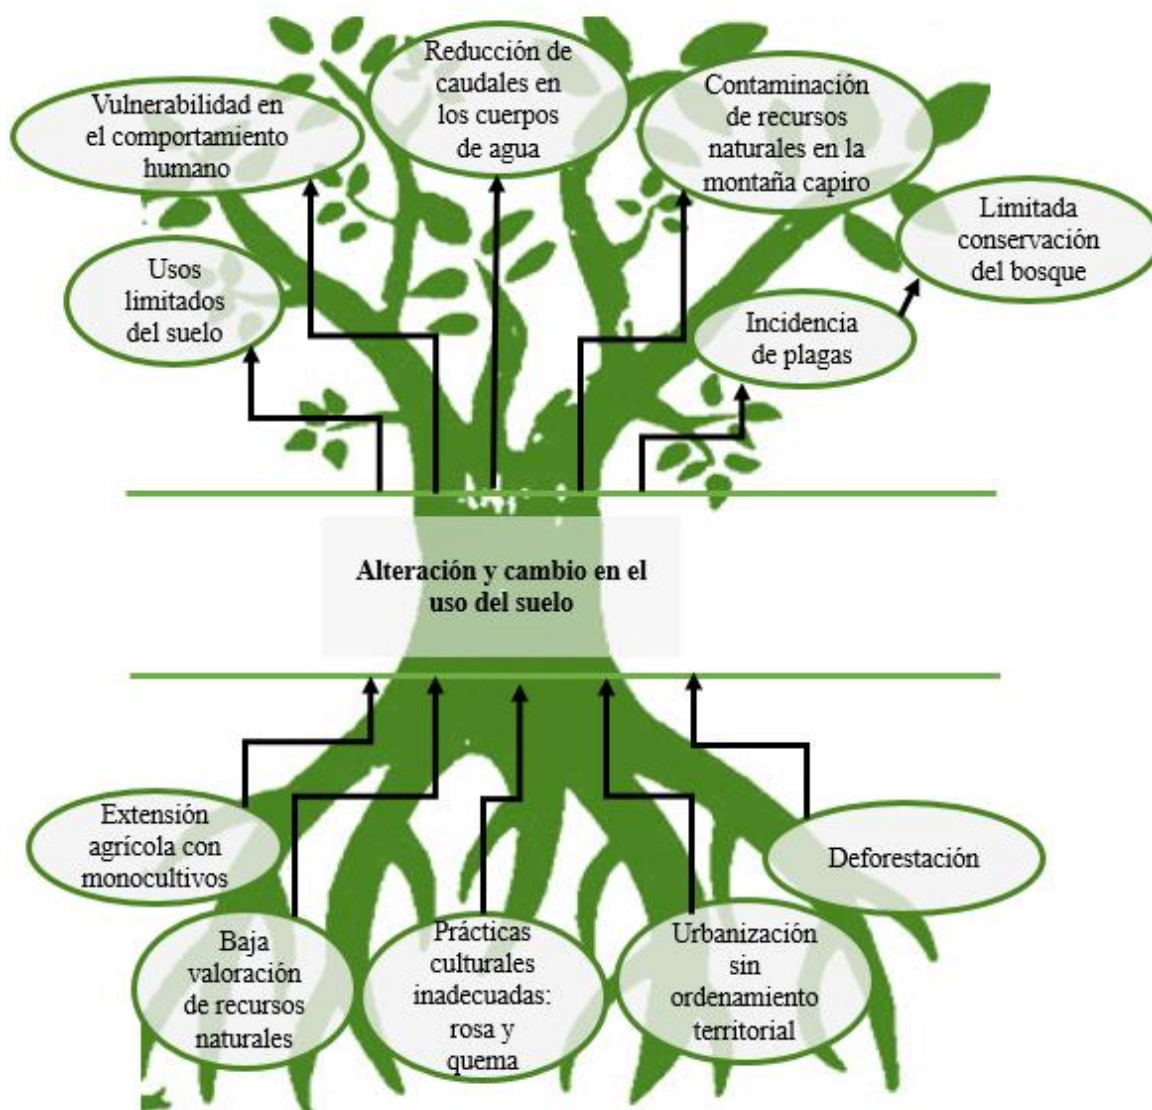 Reducción de
caudales en
los cuerpos
de agua
Vulnerabilidad en
el comportamiento
humano
Contaminación
de recursos
naturales en la
montaña capiro
Limitada
conservación
del bosque
Usos
limitados
del suelo
Incidencia
de plagas
Alteración y cambio en el
uso del suelo
Extensión
agrícola con
monocultivos
Deforestación
Baja
valoración
de recursos
naturales
Prácticas
culturales
inadecuadas:
rosa y
quema
Urbanización
sin
ordenamiento
territorial